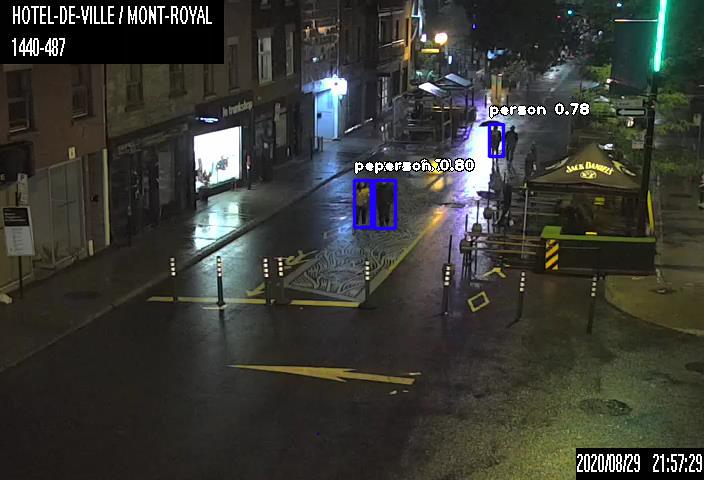 HOTEL-DE-VILLE / MONT-ROYAL
1440-487
person 0.78
peperson 0.80
JACK DANIEL'S
2020/08/29 21:57:29